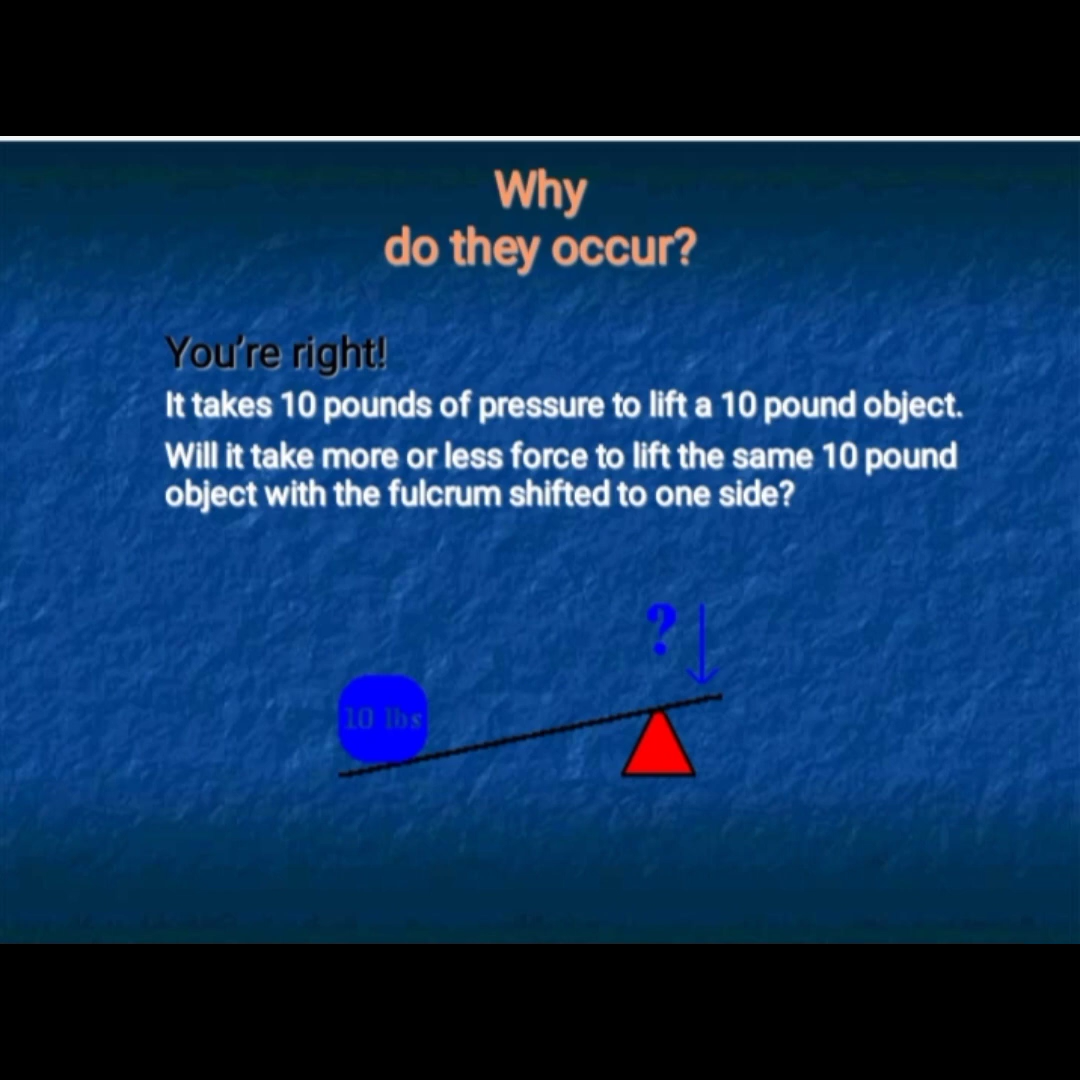 Why
do they occur?
You're right!
It takes 10 pounds of pressure to lift a 10 pound object.
Will it take more or less force to lift the same 10 pound
object with the fulcrum shifted to one side?
?
10 lbs